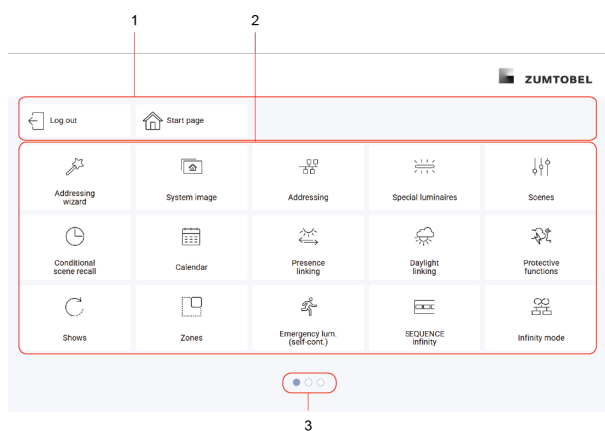 1
2
ZUMTOBEL
Log out
Start page
Addressing
wizard
System image
Addressing
Special luminaires
Scenes
Conditional
scene recall
Calendar
Presence
linking
Daylight
linking
Protective
functions
Shows
Zones
Emergency lum.
(self-cont.)
SEQUENCE
infinity
Infinity mode
3